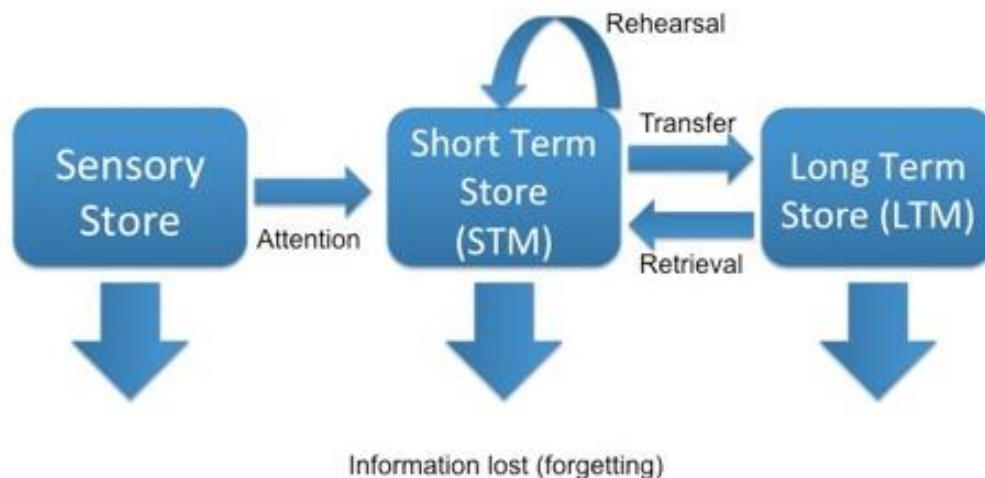 Rehearsal
Sensory
Store
Attention
Short Term
Store
(STM)
Transfer
Retrieval
Long Term
Store (LTM)
Information lost (forgetting)